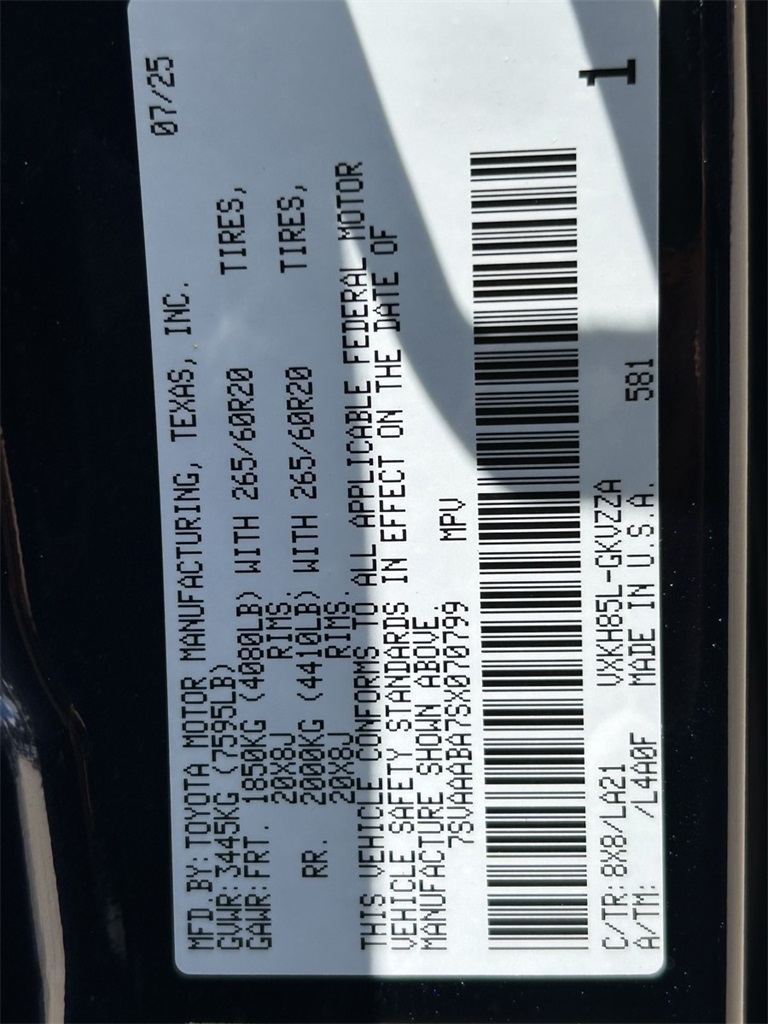 MFD.BY:TOYOTA MOTOR MANUFACTURING, TEXAS, INC. 07/25
GVWR:3445KG (7595LB)
GAWR:FRT. 1850KG (4080LB) WITH 265/60R20 TIRES,
20X8J RIMS.
RR. 2000KG (4410LB) WITH 265/60R20 TIRES,
20X8J RIMS.
THIS VEHICLE CONFORMS TO ALL APPLICABLE FEDERAL MOTOR
VEHICLE SAFETY STANDARDS IN EFFECT ON THE DATE OF
MANUFACTURE SHOWN ABOVE.
7SVAAABA7SX070799 MPV
C/TR:8X8/LA21 VXKH85L-GKVZZA
A/TM: /L4A0F MADE IN U.S.A. 581
1